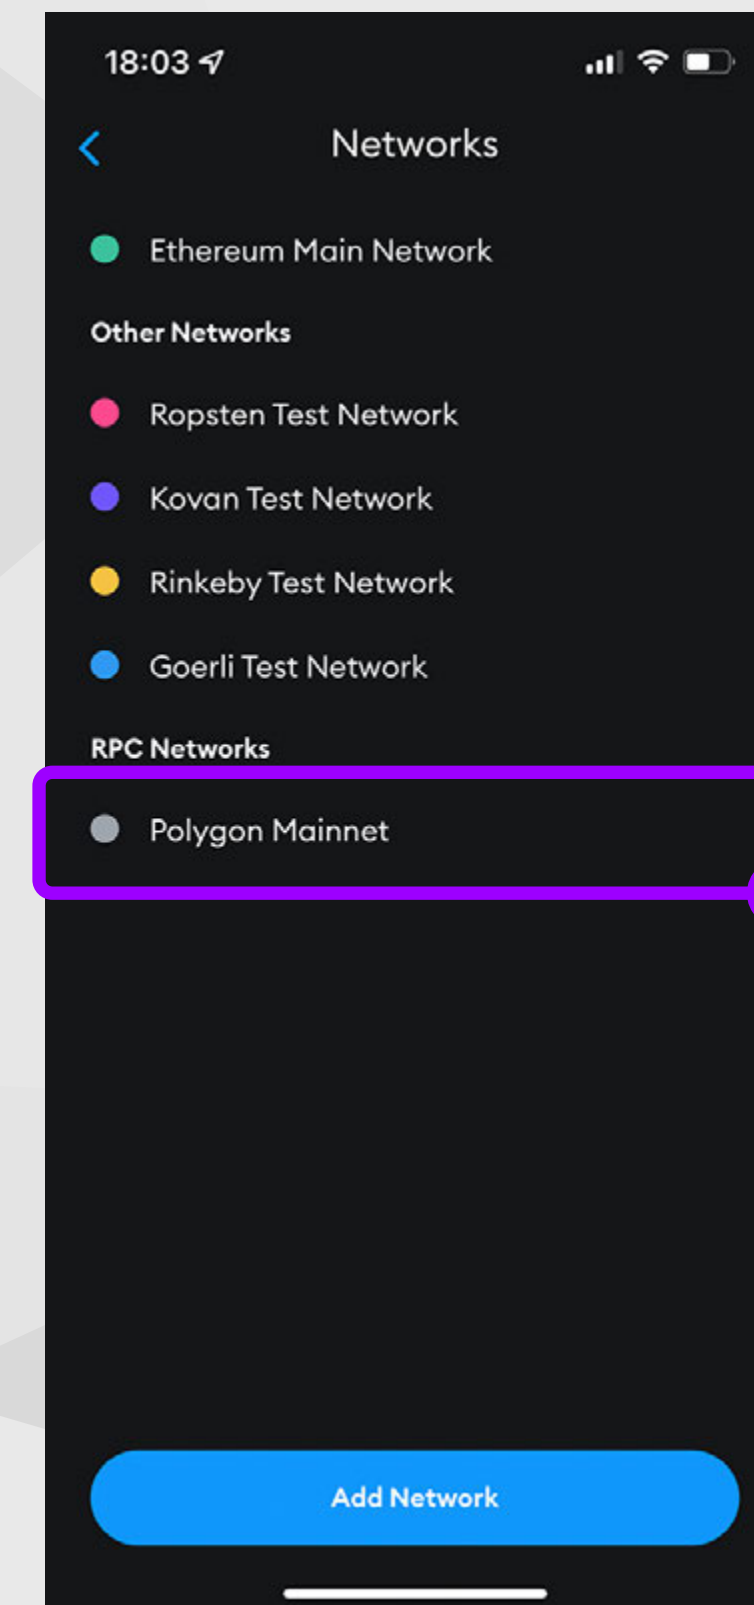 18:03
Networks
Ethereum Main Network
Other Networks
Ropsten Test Network
Kovan Test Network
Rinkeby Test Network
Goerli Test Network
RPC Networks
Polygon Mainnet
Add Network